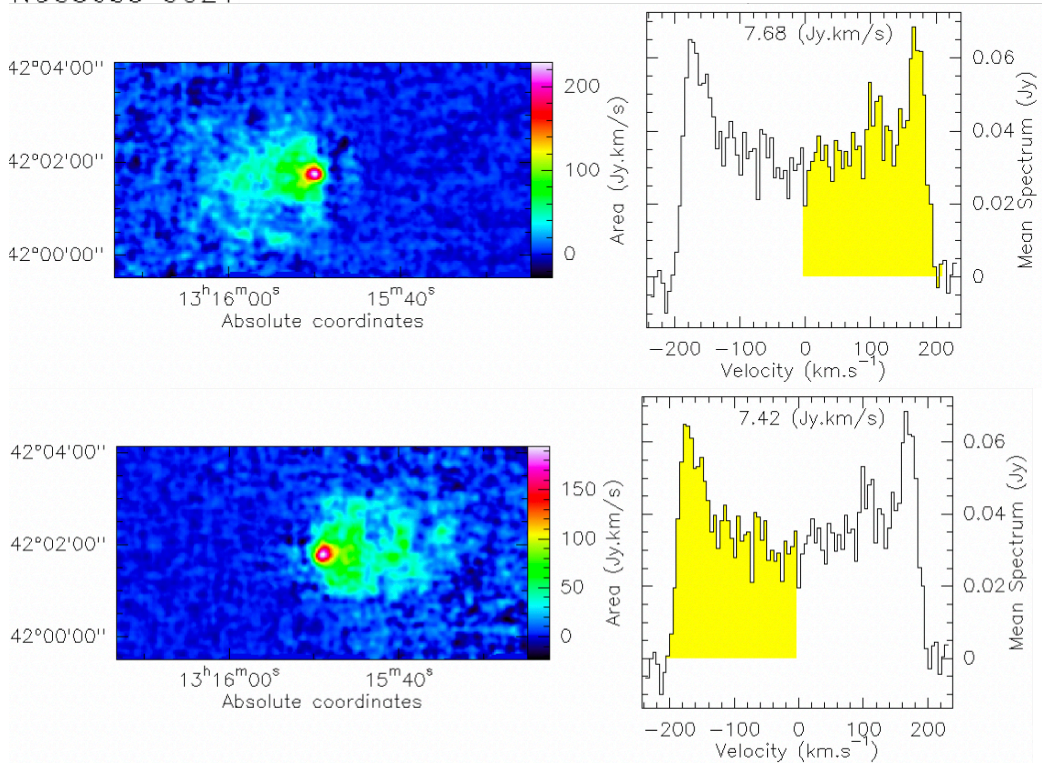 42°04'00''
42°02'00''
42°00'00''
13ʰ16ᵐ00ˢ
15ᵐ40ˢ
Absolute coordinates
200
100
0
Area (Jy.km/s)
7.68 (Jy.km/s)
0.06
0.04
0.02
0
Mean Spectrum (Jy)
−200 −100 0 100 200
Velocity (km.s⁻¹)
42°04'00''
42°02'00''
42°00'00''
13ʰ16ᵐ00ˢ
15ᵐ40ˢ
Absolute coordinates
150
100
50
0
Area (Jy.km/s)
7.42 (Jy.km/s)
0.06
0.04
0.02
0
Mean Spectrum (Jy)
−200 −100 0 100 200
Velocity (km.s⁻¹)